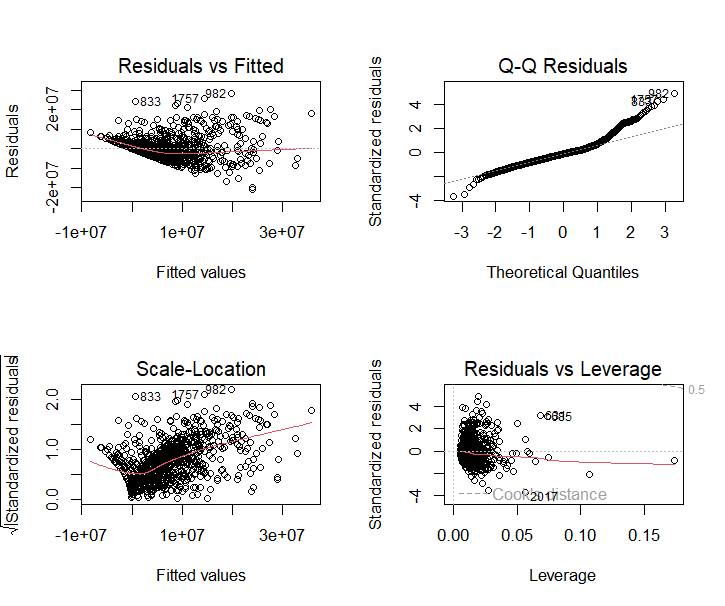 Residuals vs Fitted
Residuals
-2e+07
2e+07
833
1757
982
-1e+07
1e+07
3e+07
Fitted values
Q-Q Residuals
Standardized residuals
-4
0
2
4
982
-3
-2
-1
0
1
2
3
Theoretical Quantiles
Scale-Location
√|Standardized residuals|
0.0
1.0
2.0
833
1757
982
-1e+07
1e+07
3e+07
Fitted values
Residuals vs Leverage
Standardized residuals
-4
0
2
4
0.5
2017
Cook's distance
0.00
0.05
0.10
0.15
Leverage